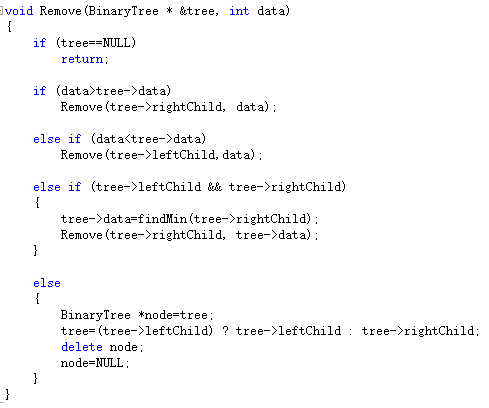 void Remove(BinaryTree * &tree, int data)
{
    if (tree==NULL)
        return;

    if (data>tree->data)
        Remove(tree->rightChild, data);

    else if (data<tree->data)
        Remove(tree->leftChild,data);

    else if (tree->leftChild && tree->rightChild)
    {
        tree->data=findMin(tree->rightChild);
        Remove(tree->rightChild, tree->data);
    }

    else
    {
        BinaryTree *node=tree;
        tree=(tree->leftChild) ? tree->leftChild : tree->rightChild;
        delete node;
        node=NULL;
    }
}